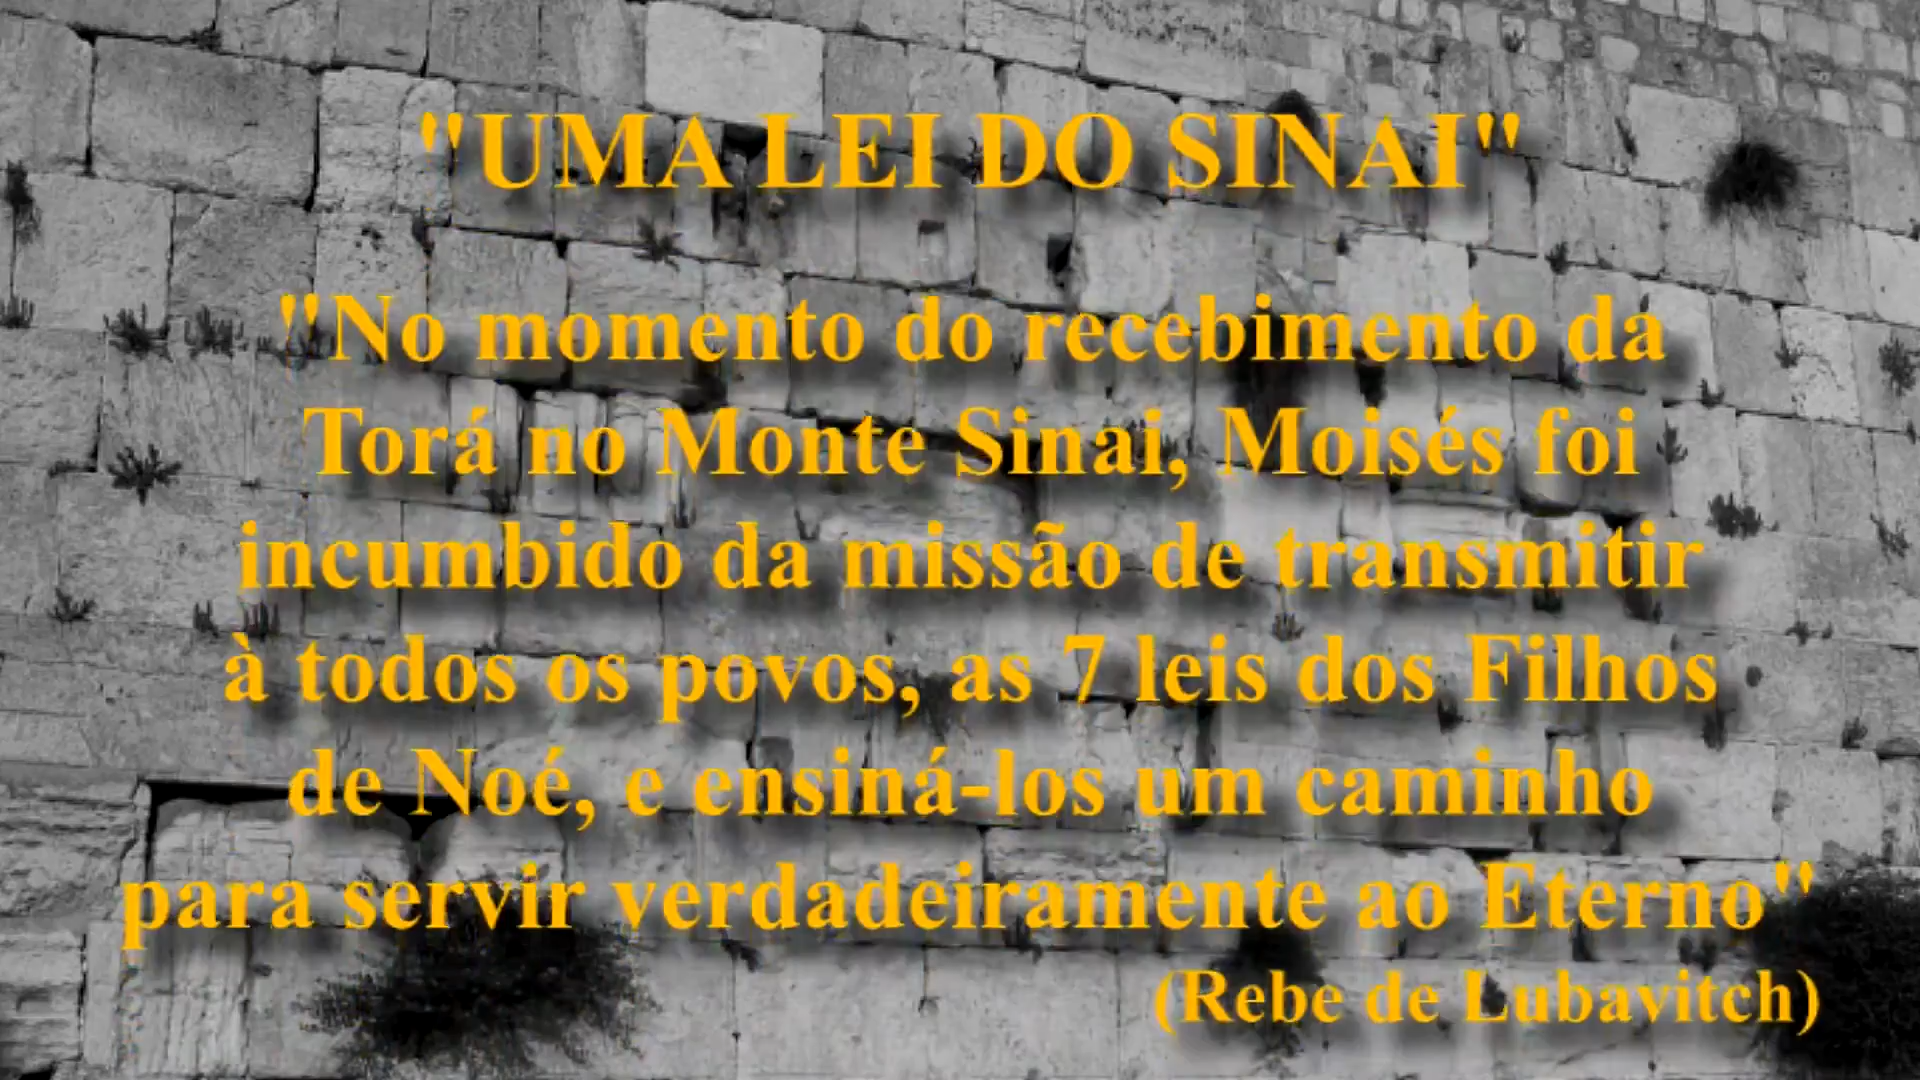 "UMA LEI DO SINAI"
"No momento do recebimento da
Torá no Monte Sinai, Moisés foi
incumbido da missão de transmitir
à todos os povos, as 7 leis dos Filhos
de Noé, e ensiná-los um caminho
para servir verdadeiramente ao Eterno"
(Rebe de Lubavitch)